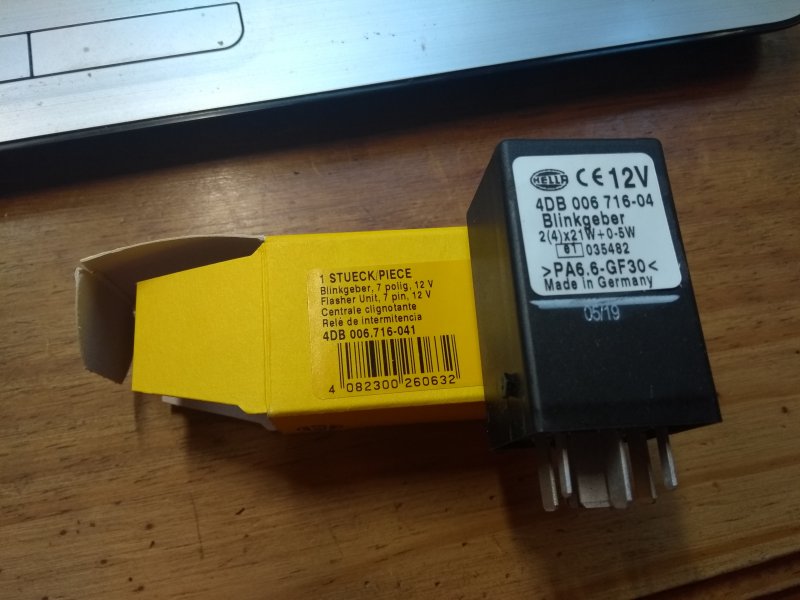 HELLA CE 12V
4DB 006 716-04
Blinkgeber
2(4)x21W+0-5W
e1 035482
>PA6.6-GF30<
Made in Germany
05/19
1 STUECK/PIECE
Blinkgeber, 7 polig, 12 V
Flasher Unit, 7 pin, 12 V
Centrale clignotante
Relé de intermitencia
4DB 006.716-041
4 082300 260632